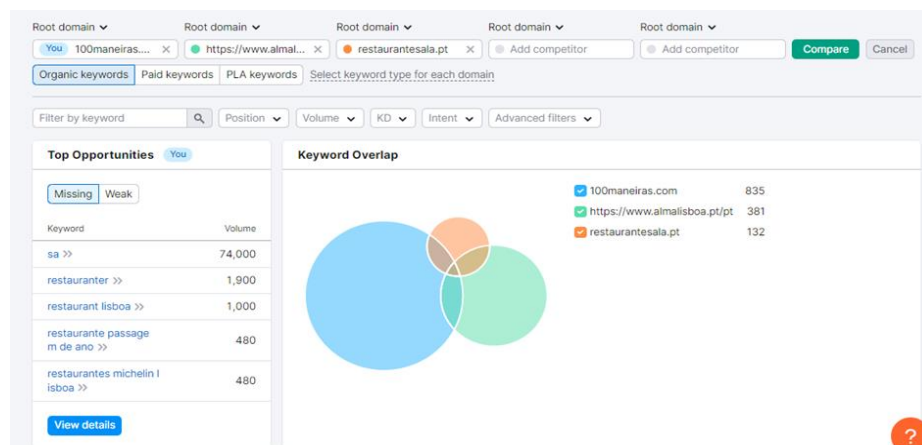 Root domain Root domain Root domain Root domain Root domain
You 100maneiras.... × https://www.almal... × restaurantesala.pt × Add competitor Add competitor Compare Cancel
Organic keywords Paid keywords PLA keywords Select keyword type for each domain
Filter by keyword Position Volume KD Intent Advanced filters
Top Opportunities You
Missing Weak
Keyword Volume
sa >> 74,000
restauranter >> 1,900
restaurant lisboa >> 1,000
restaurante passage
m de ano >> 480
restaurantes michelin l
isboa >> 480
View details
Keyword Overlap
100maneiras.com 835
https://www.almalisboa.pt/pt 381
restaurantesala.pt 132
?